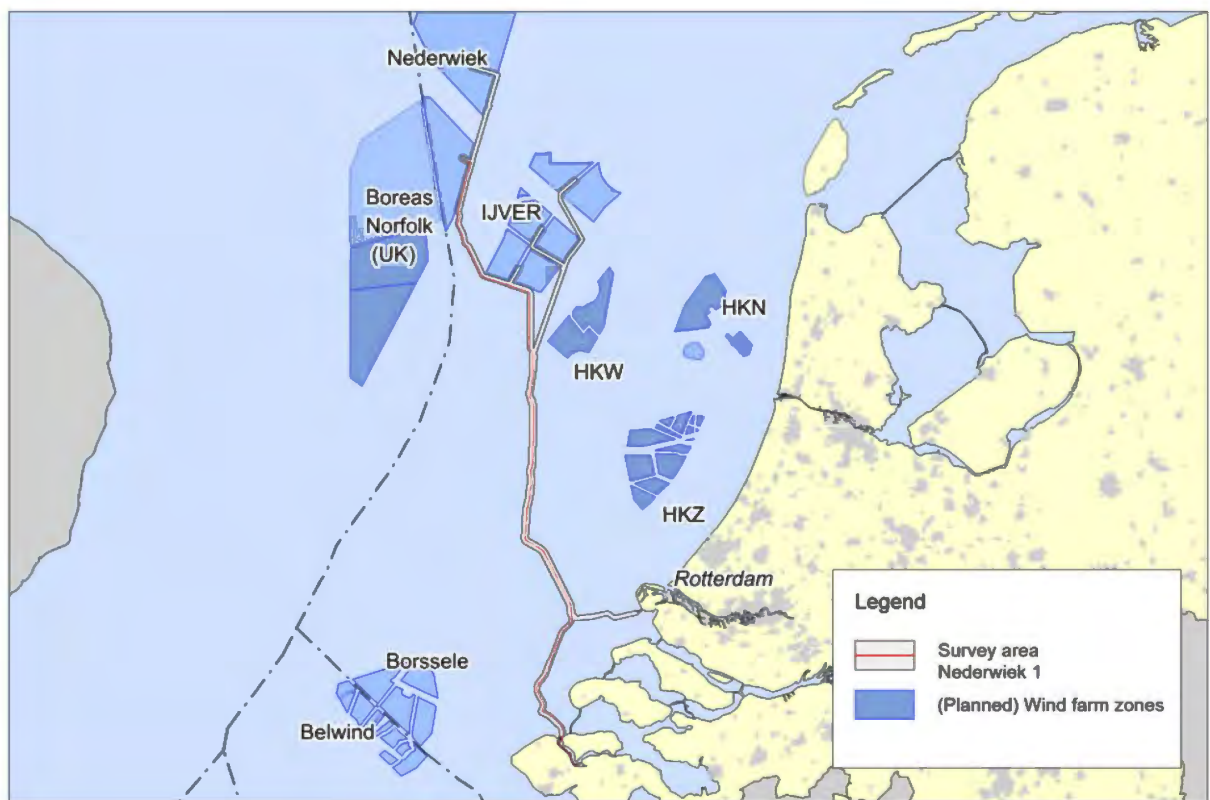 Nederwiek
Boreas
Norfolk
(UK)
IJVER
HKN
HKW
HKZ
Rotterdam
Borssele
Belwind
Legend
Survey area
Nederwiek 1
(Planned) Wind farm zones